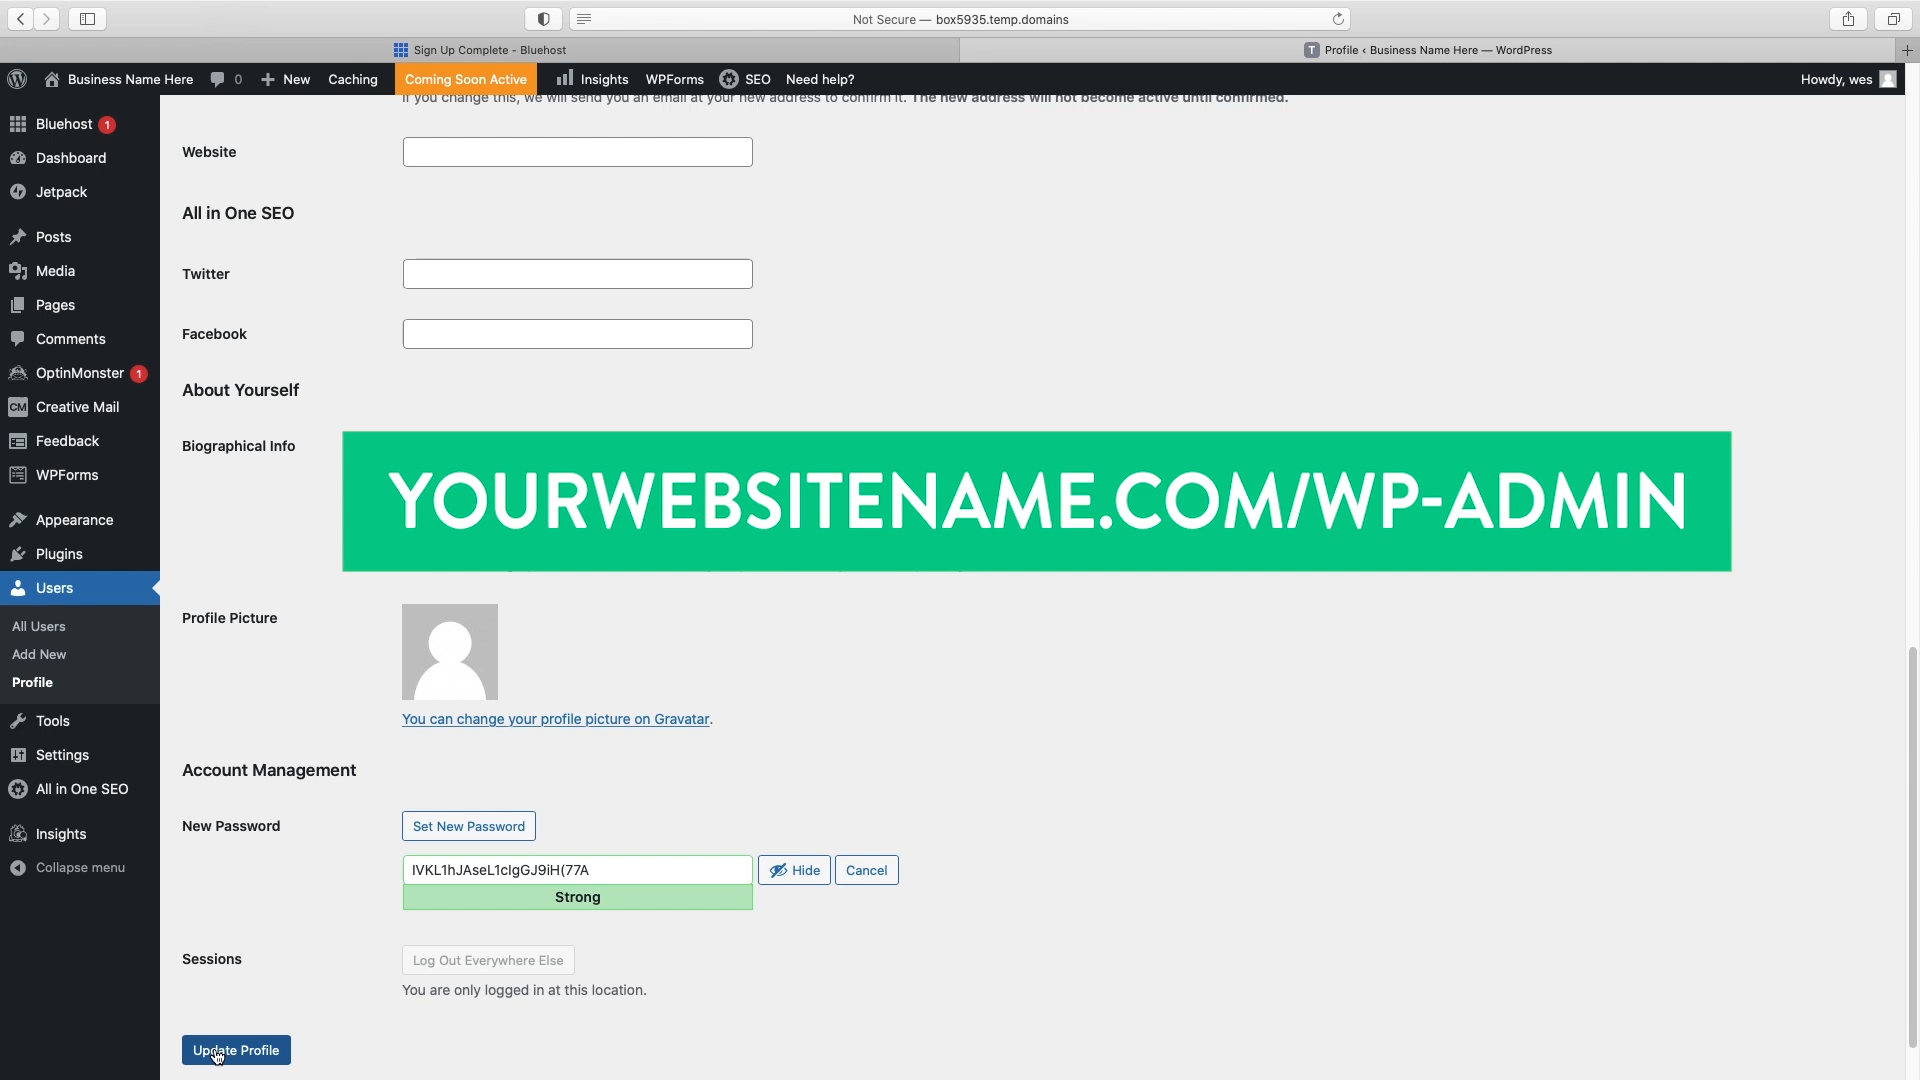 Not Secure — box5935.temp.domains
Sign Up Complete - Bluehost
T Profile ‹ Business Name Here — WordPress
Business Name Here 0 New Caching Coming Soon Active Insights WPForms SEO Need help? Howdy, wes
If you change this, we will send you an email at your new address to confirm it. The new address will not become active until confirmed.
Bluehost 1
Dashboard
Jetpack
Posts
Media
Pages
Comments
OptinMonster 1
CM Creative Mail
Feedback
WPForms
Appearance
Plugins
Users
All Users
Add New
Profile
Tools
Settings
All in One SEO
Insights
Collapse menu
Website
All in One SEO
Twitter
Facebook
About Yourself
Biographical Info
YOURWEBSITENAME.COM/WP-ADMIN
Profile Picture
You can change your profile picture on Gravatar.
Account Management
New Password
Set New Password
IVKL1hJAseL1cIgGJ9iH(77A Hide Cancel
Strong
Sessions
Log Out Everywhere Else
You are only logged in at this location.
Update Profile